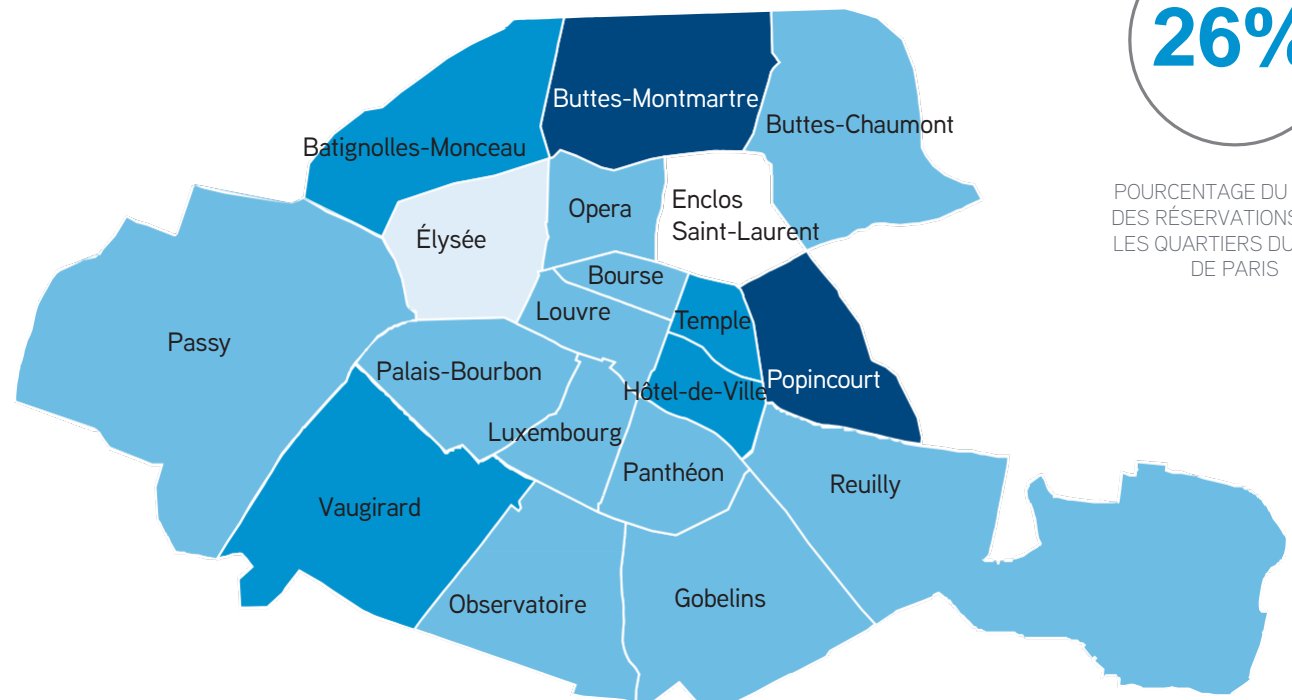 26%
Buttes-Montmartre
Buttes-Chaumont
Batignolles-Monceau
POURCENTAGE DU
DES RÉSERVATIONS
LES QUARTIERS DU
DE PARIS
Enclos
Saint-Laurent
Opera
Élysée
Bourse
Louvre
Temple
Passy
Palais-Bourbon
Hôtel-de-Ville
Popincourt
Luxembourg
Panthéon
Reuilly
Vaugirard
Observatoire
Gobelins